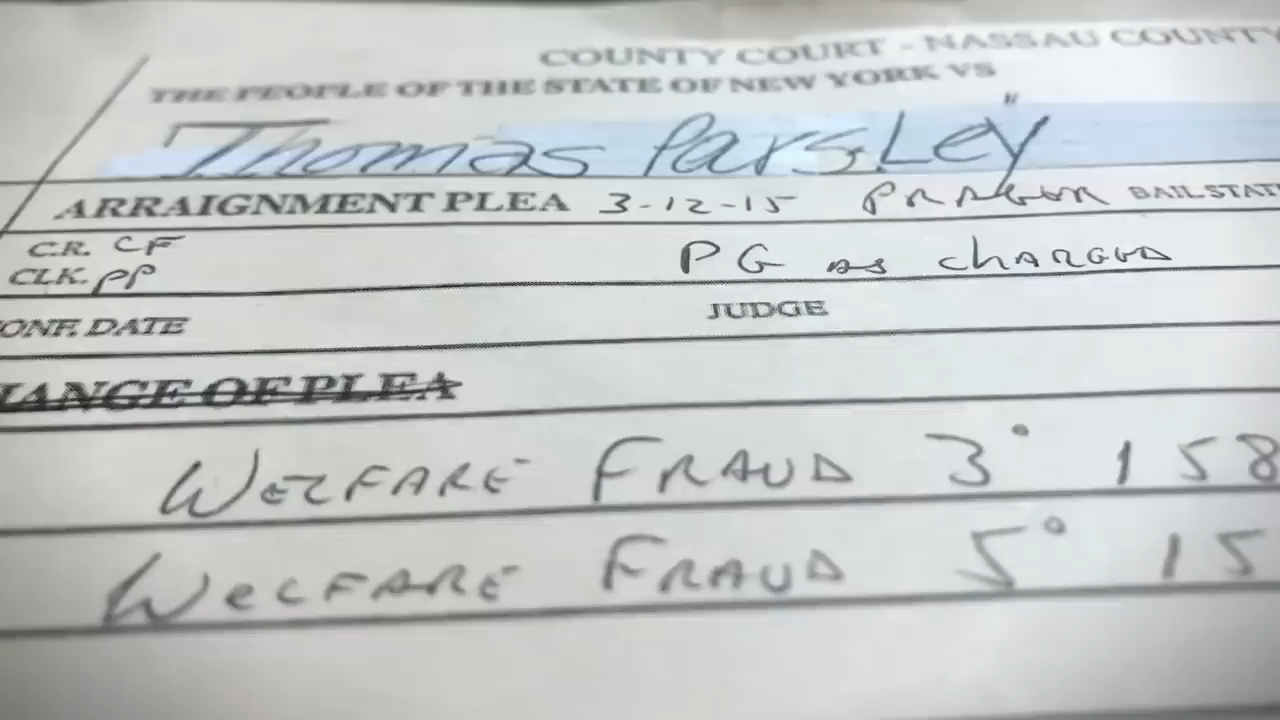 COUNTY COURT - NASSAU COUNTY
THE PEOPLE OF THE STATE OF NEW YORK VS
Thomas Parsley
ARRAIGNMENT PLEA 3-12-15 PRAGER BAIL STAT
C.R. CF
CLK. PP PG as chARGED
ONF. DATE JUDGE
HANGE OF PLEA
WELFARE FRAUD 3° 158
WELFARE FRAUD 5° 15